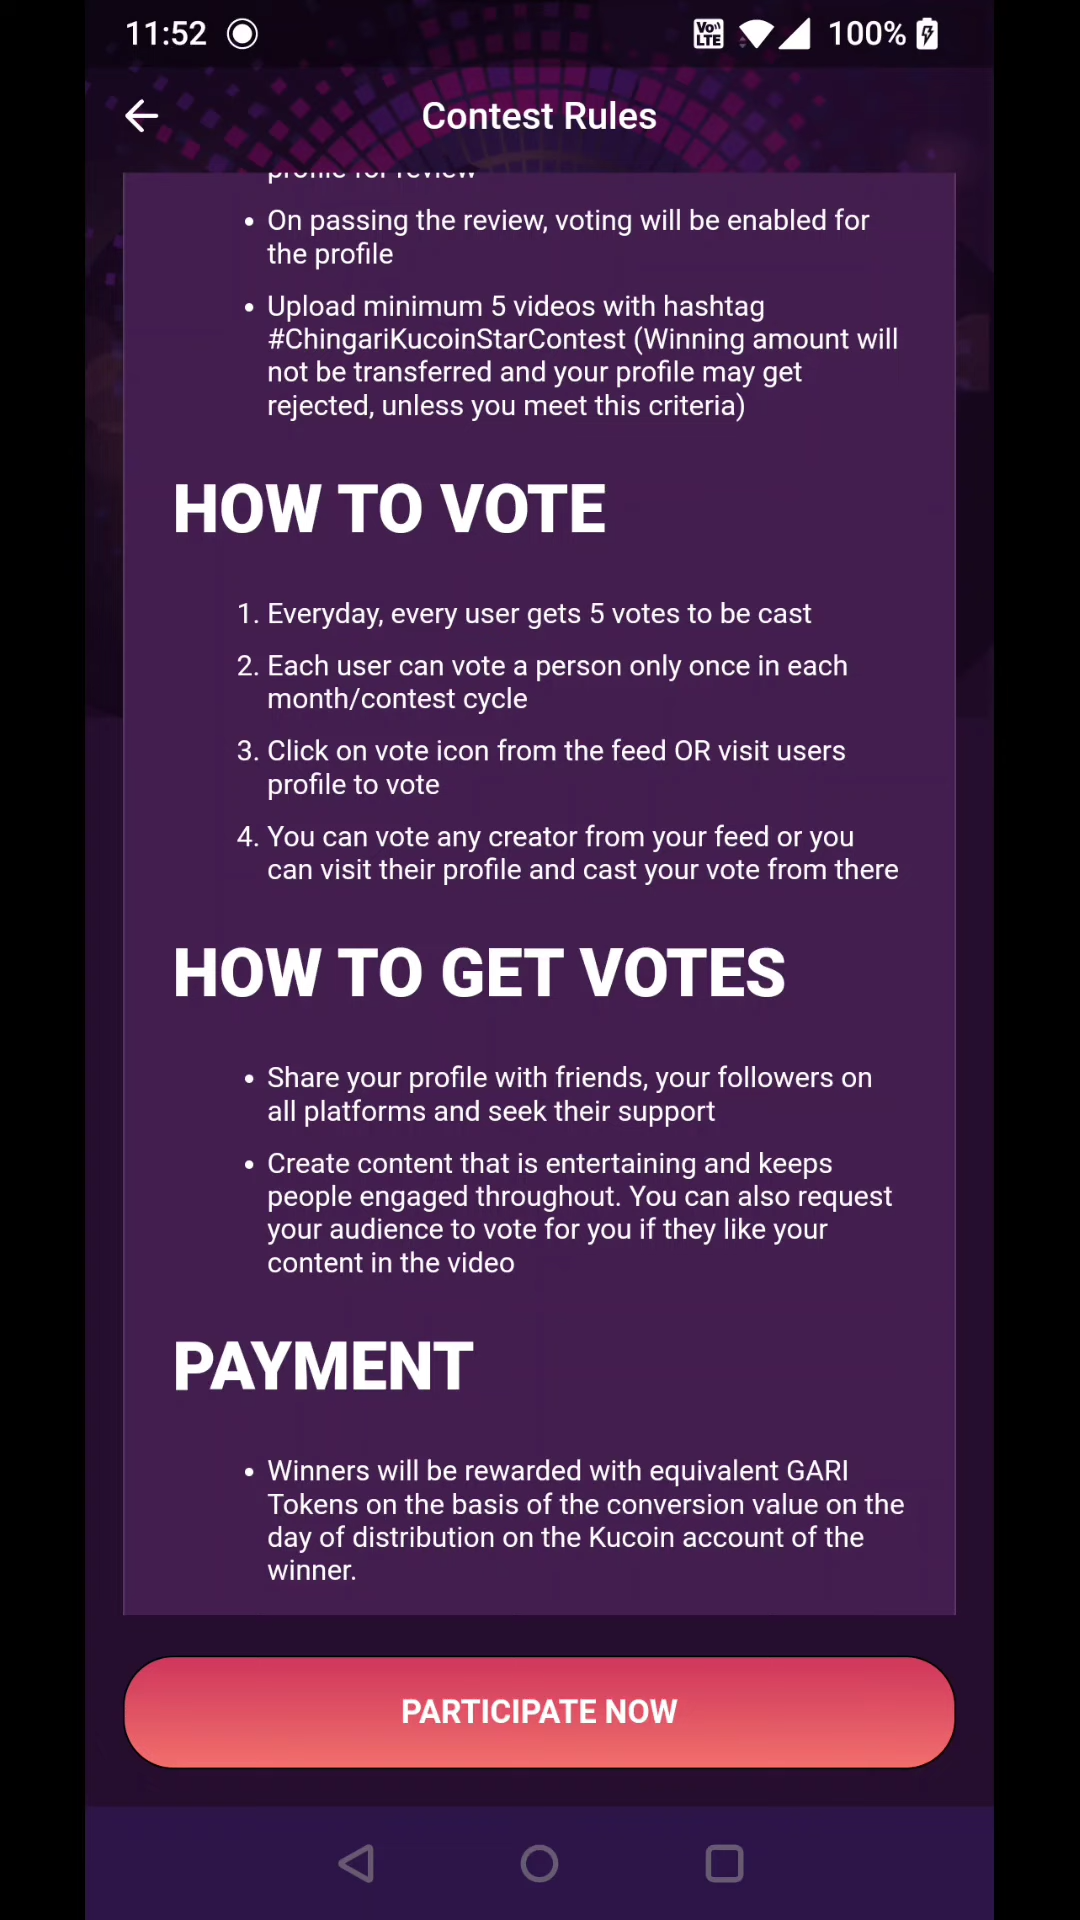 11:52
Vo LTE
100%
Contest Rules
profile for review
• On passing the review, voting will be enabled for
the profile
• Upload minimum 5 videos with hashtag
#ChingariKucoinStarContest (Winning amount will
not be transferred and your profile may get
rejected, unless you meet this criteria)
HOW TO VOTE
1. Everyday, every user gets 5 votes to be cast
2. Each user can vote a person only once in each
month/contest cycle
3. Click on vote icon from the feed OR visit users
profile to vote
4. You can vote any creator from your feed or you
can visit their profile and cast your vote from there
HOW TO GET VOTES
• Share your profile with friends, your followers on
all platforms and seek their support
• Create content that is entertaining and keeps
people engaged throughout. You can also request
your audience to vote for you if they like your
content in the video
PAYMENT
• Winners will be rewarded with equivalent GARI
Tokens on the basis of the conversion value on the
day of distribution on the Kucoin account of the
winner.
PARTICIPATE NOW